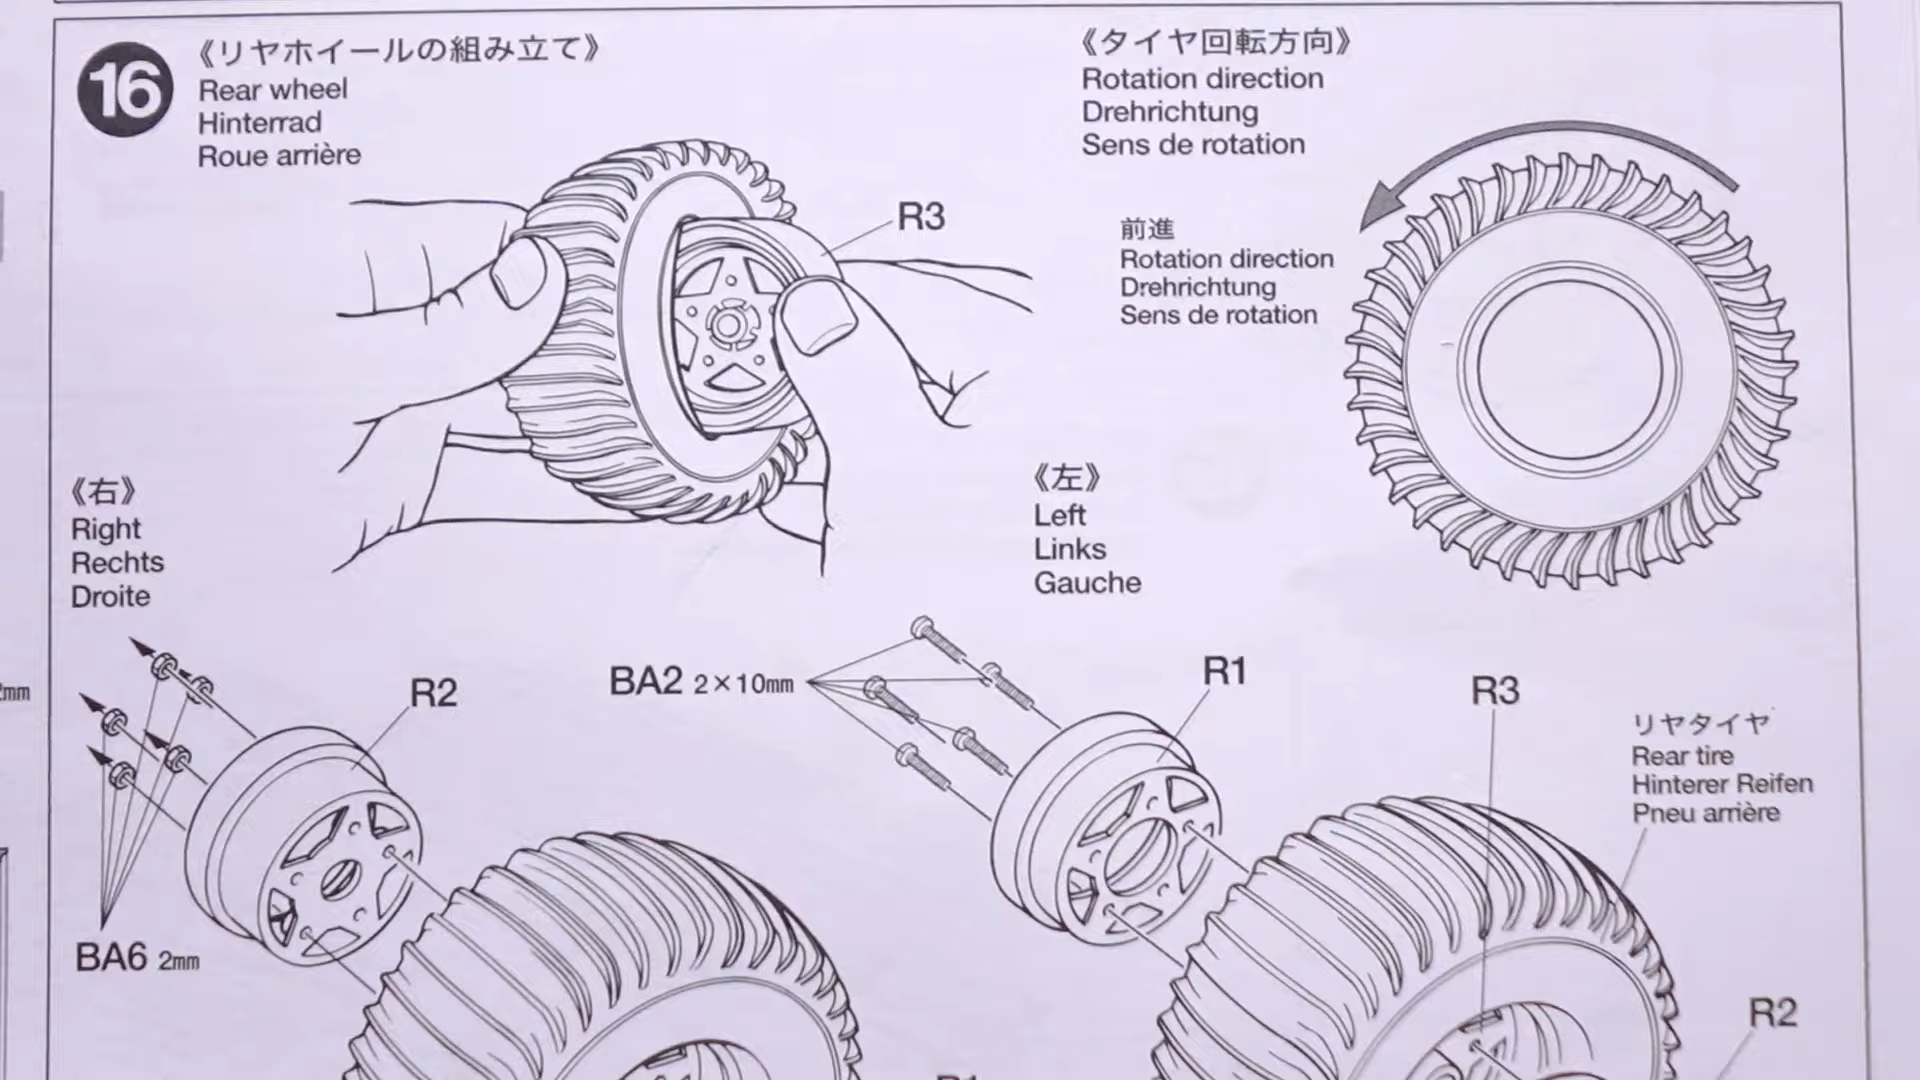 16
《リヤホイールの組み立て》
Rear wheel
Hinterrad
Roue arrière
R3
《タイヤ回転方向》
Rotation direction
Drehrichtung
Sens de rotation
前進
Rotation direction
Drehrichtung
Sens de rotation
《右》
Right
Rechts
Droite
《左》
Left
Links
Gauche
R2
BA2 2×10mm
R1
R3
リヤタイヤ
Rear tire
Hinterer Reifen
Pneu arrière
BA6 2mm
R2